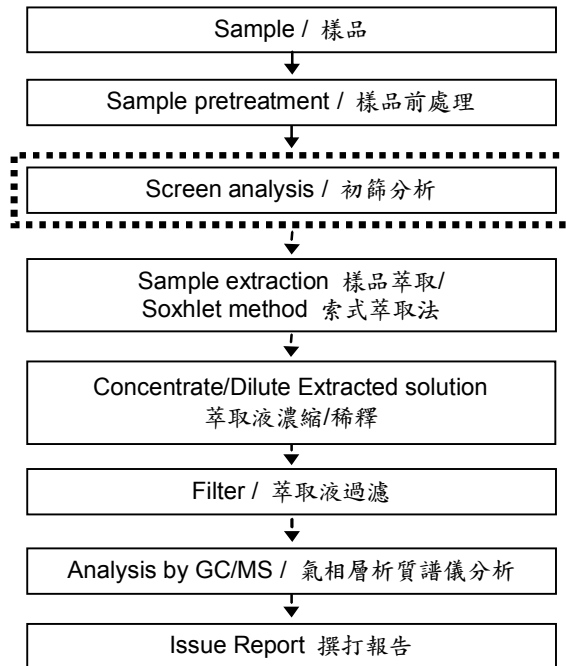 Sample / 樣品
Sample pretreatment / 樣品前處理
Screen analysis / 初篩分析
Sample extraction 樣品萃取/
Soxhlet method 索式萃取法
Concentrate/Dilute Extracted solution
萃取液濃縮/稀釋
Filter / 萃取液過濾
Analysis by GC/MS / 氣相層析質譜儀分析
Issue Report 撰打報告